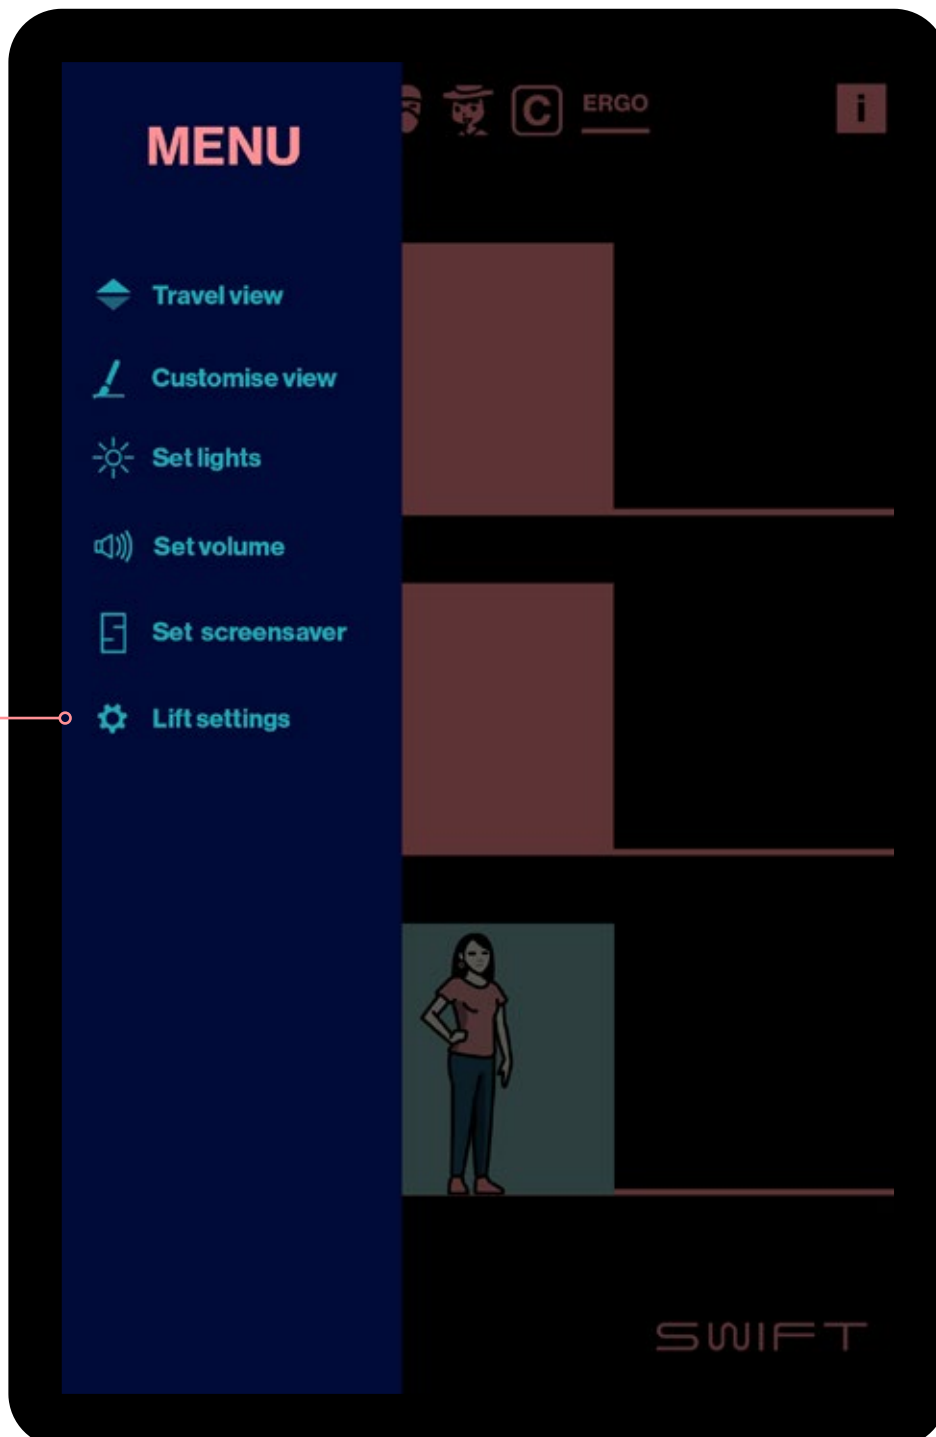 MENU
C ERGO
i
Travel view
Customise view
Set lights
Set volume
Set screensaver
Lift settings
SWIFT